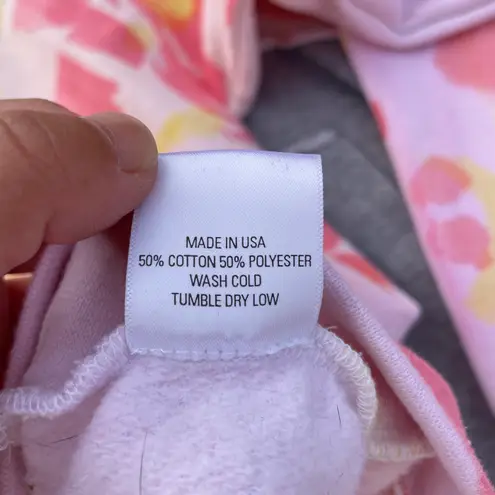 MADE IN USA
50% COTTON 50% POLYESTER
WASH COLD
TUMBLE DRY LOW